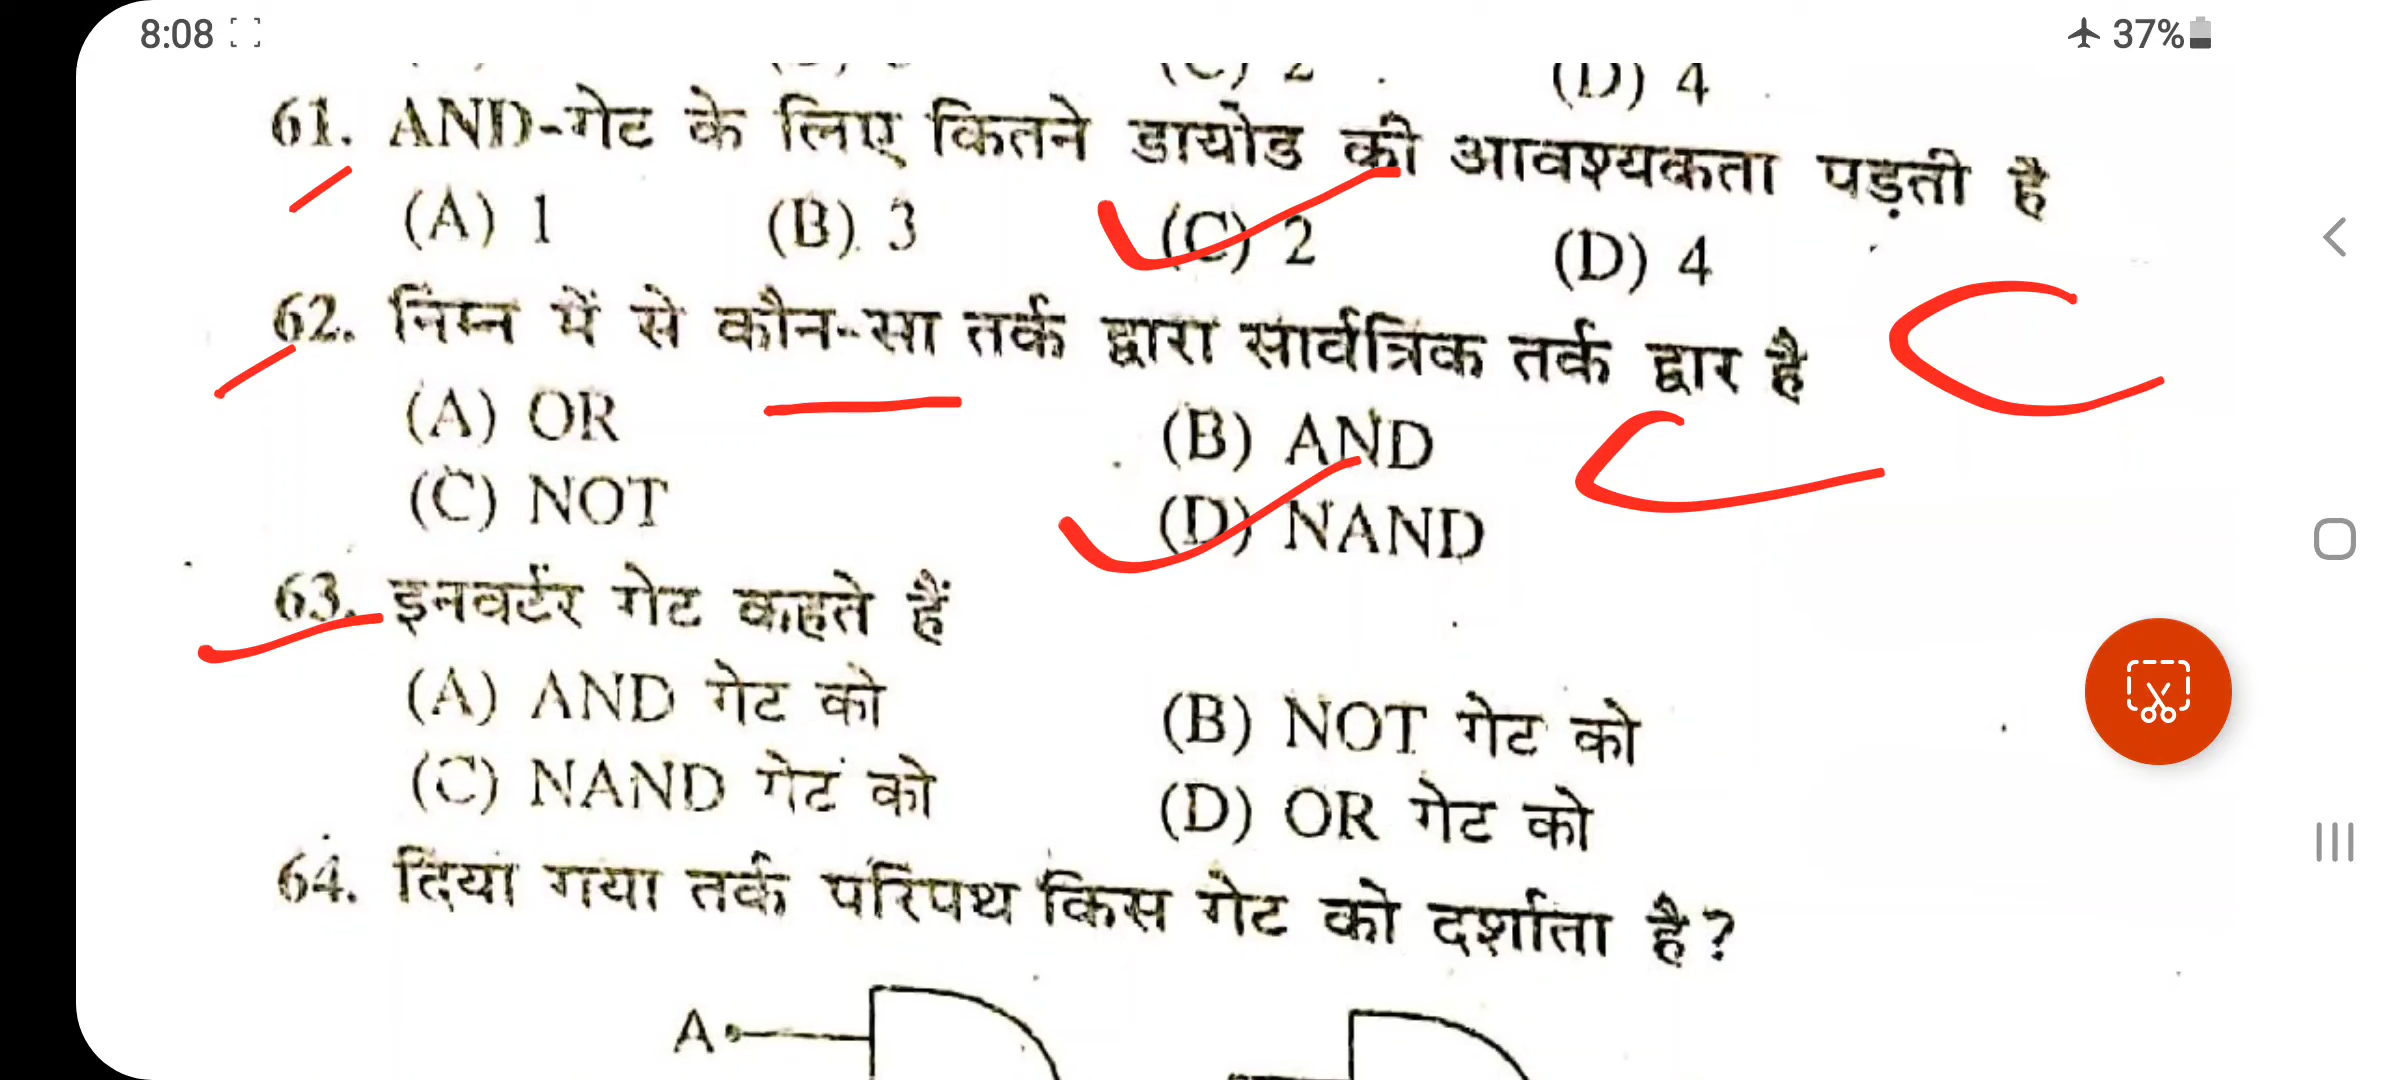 8:08
37%
(D) 4
61. AND-गेट के लिए कितने डायोड की आवश्यकता पड़ती है
(A) 1 (B) 3 (C) 2 (D) 4
62. निम्न में से कौन-सा तर्क द्वारा सार्वत्रिक तर्क द्वार है
(A) OR (B) AND
(C) NOT (D) NAND
63. इनवर्टर गेट कहते हैं
(A) AND गेट को (B) NOT गेट को
(C) NAND गेट को (D) OR गेट को
64. दिया गया तर्क परिपथ किस गेट को दर्शाता है?
A